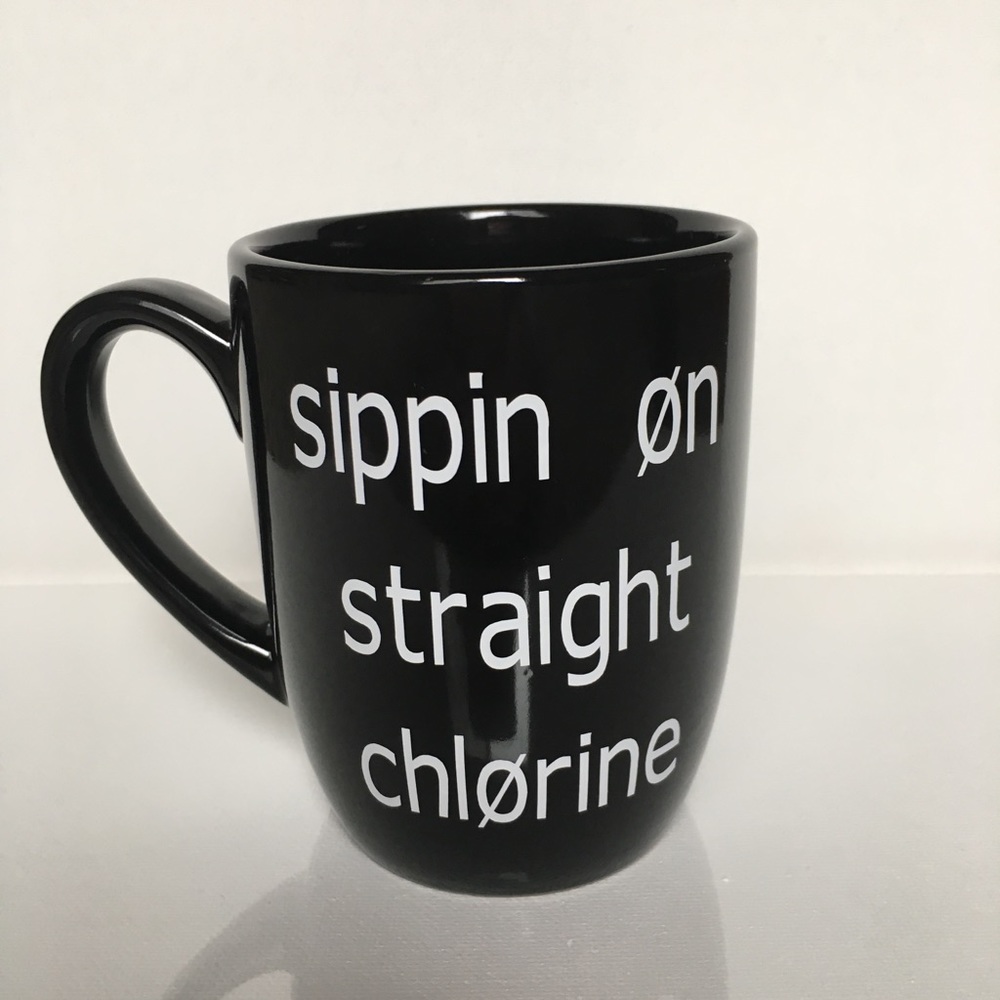 sippin øn
straight
chlørine